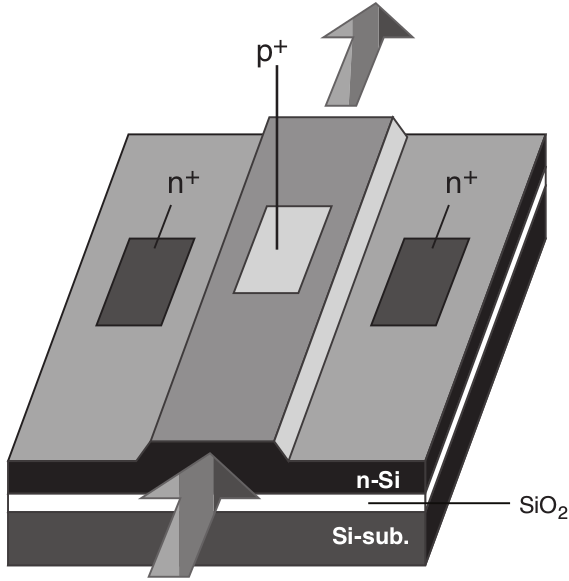 p⁺
n⁺
n⁺
n-Si
SiO₂
Si-sub.